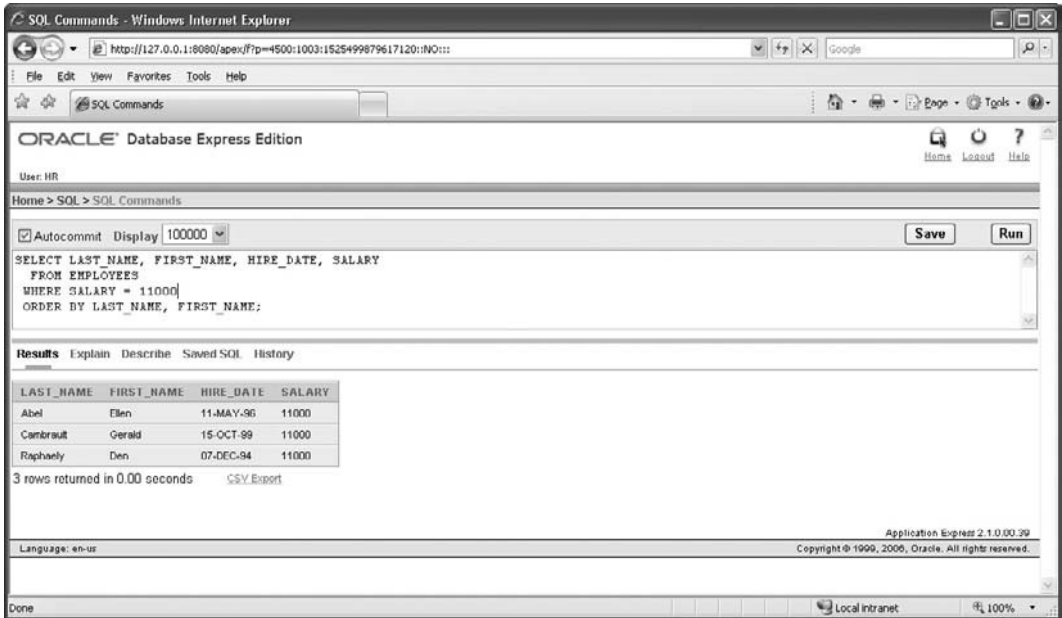 SQL Commands - Windows Internet Explorer
http://127.0.0.1:8080/apex/f?p=4500:1003:1525499879617120::NO:::
Google
File Edit View Favorites Tools Help
SQL Commands
Page Tools
ORACLE Database Express Edition
Home Logout Help
User: HR
Home > SQL > SQL Commands
Autocommit Display 100000
Save Run
SELECT LAST_NAME, FIRST_NAME, HIRE_DATE, SALARY
FROM EMPLOYEES
WHERE SALARY = 11000
ORDER BY LAST_NAME, FIRST_NAME;
Results Explain Describe Saved SQL History
LAST_NAME FIRST_NAME HIRE_DATE SALARY
Abel Ellen 11-MAY-96 11000
Cambrault Gerald 15-OCT-99 11000
Raphaely Den 07-DEC-94 11000
3 rows returned in 0.00 seconds CSV Export
Application Express 2.1.0.00.39
Language: en-us Copyright © 1999, 2006, Oracle. All rights reserved.
Done Local intranet 100%